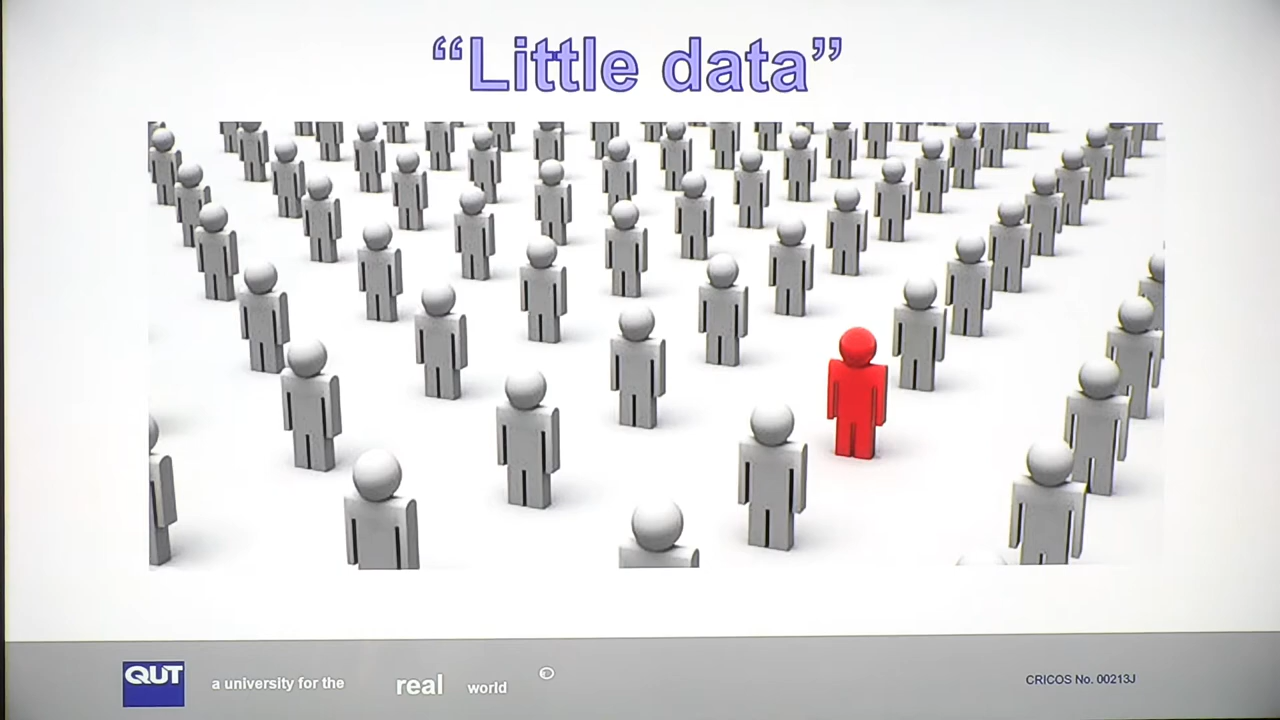 “Little data”
QUT
a university for the real world
CRICOS No. 00213J